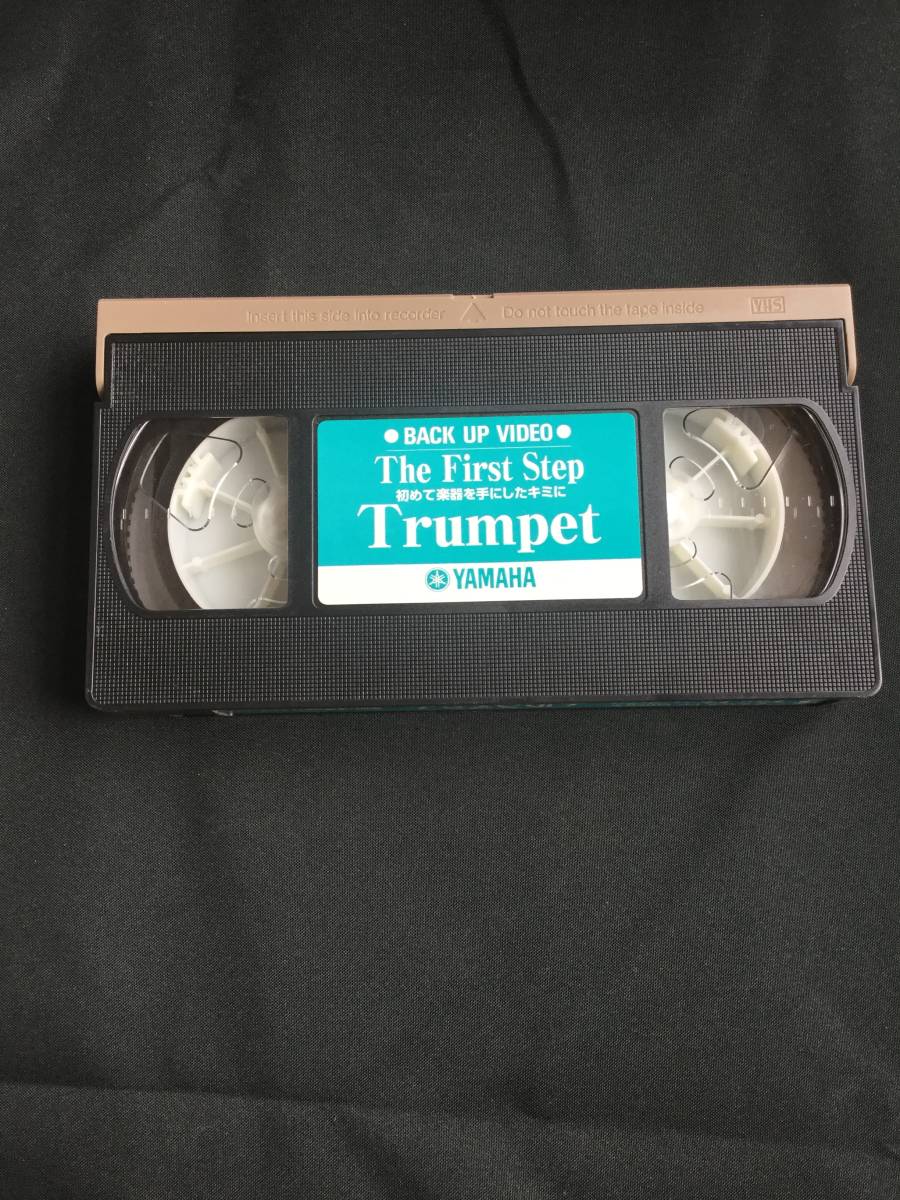 Insert this side into recorder Do not touch the tape inside VHS
● BACK UP VIDEO ●
The First Step
初めて楽器を手にしたキミに
Trumpet
YAMAHA